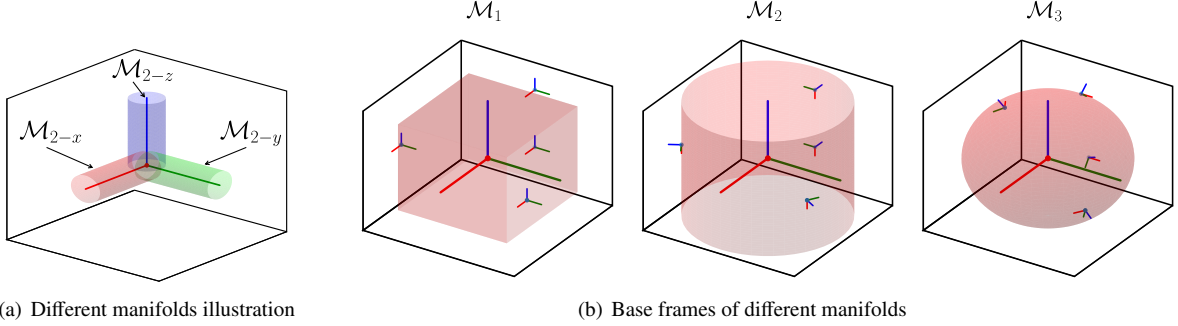 ℳ₁ ℳ₂ ℳ₃
ℳ₂₋z
ℳ₂₋x ℳ₂₋y
(a) Different manifolds illustration (b) Base frames of different manifolds